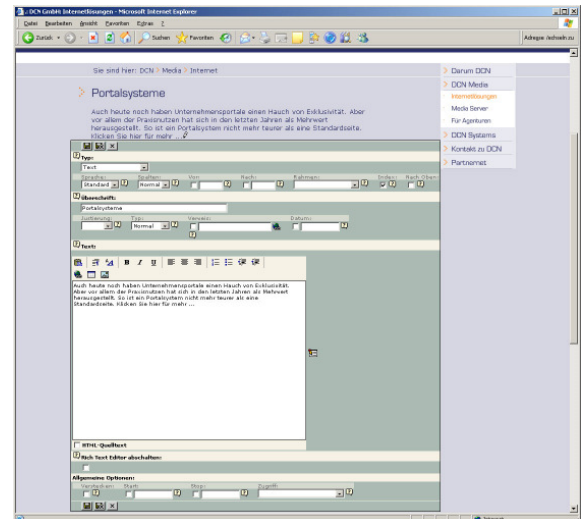 DCN GmbH Internetlösungen - Microsoft Internet Explorer
Datei Bearbeiten Ansicht Favoriten Extras ?
Zurück Suchen Favoriten
Sie sind hier: DCN > Media > Internet
> Portalsysteme
Auch heute noch haben Unternehmensportale einen Hauch von Exklusivität. Aber
vor allem der Praxisnutzen hat sich in den letzten Jahren als Mehrwert
herausgestellt. So ist ein Portalsystem nicht mehr teurer als eine Standardseite.
Klicken Sie hier für mehr ...
> Darum DCN
> DCN Media
Internetlösungen
Media Server
Für Agenturen
> DCN Systems
> Kontakt zu DCN
> Partnernet
Typ:
Text
Sprache: Spalten: Von: Nach: Rahmen: Index: Nach Oben:
Standard Normal
Überschrift:
Portalsysteme
Justierung: Typ: Verweis: Datum:
Normal
Text:
B I U
Auch heute noch haben Unternehmensportale einen Hauch von Exklusivität.
Aber vor allem der Praxisnutzen hat sich in den letzten Jahren als Mehrwert
herausgestellt. So ist ein Portalsystem nicht mehr teurer als eine
Standardseite. Klicken Sie hier für mehr ...
HTML-Quelltext
Rich Text Editor abschalten:
Allgemeine Optionen:
Verstecken: Start: Stop: Zugriff:
Internet